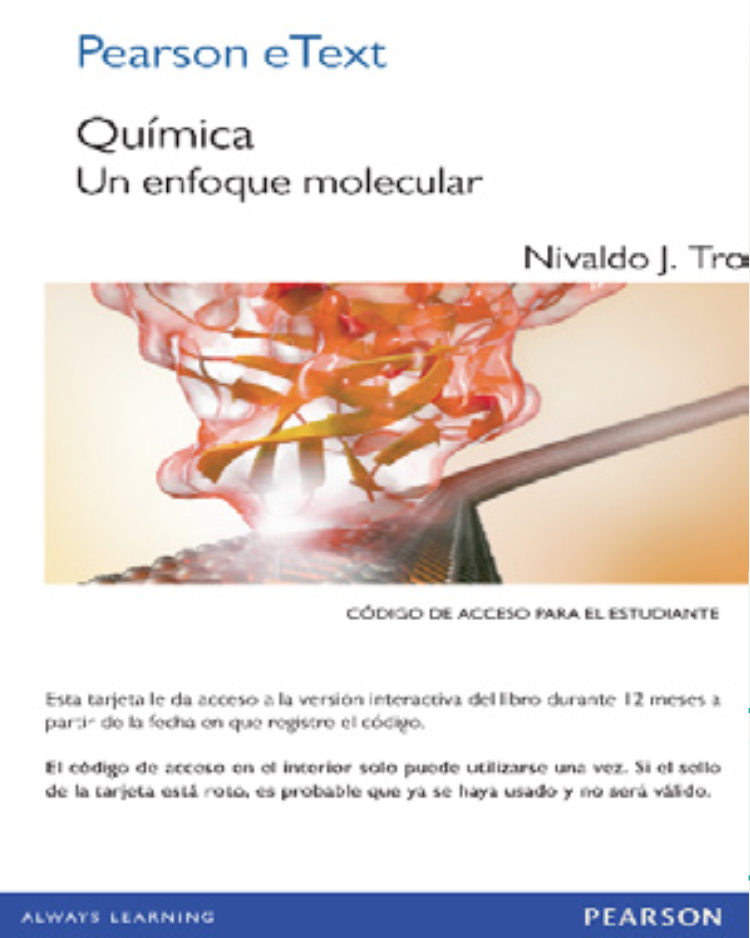 Pearson eText
Química
Un enfoque molecular
Nivaldo J. Tro
CÓDIGO DE ACCESO PARA EL ESTUDIANTE
Esta tarjeta le da acceso a la versión interactiva del libro durante 12 meses a
partir de la fecha en que registre el código.
El código de acceso en el interior solo puede utilizarse una vez. Si el sello
de la tarjeta está roto, es probable que ya se haya usado y no será válido.
ALWAYS LEARNING
PEARSON